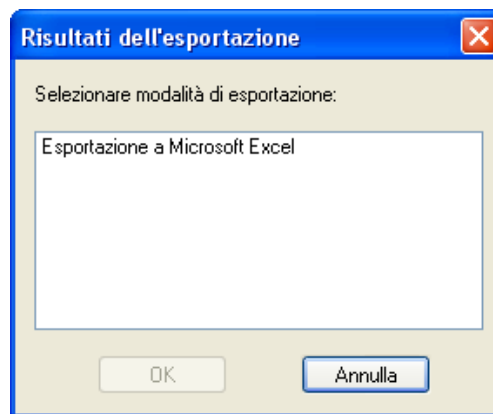 Risultati dell'esportazione
Selezionare modalità di esportazione:
Esportazione a Microsoft Excel
OK
Annulla